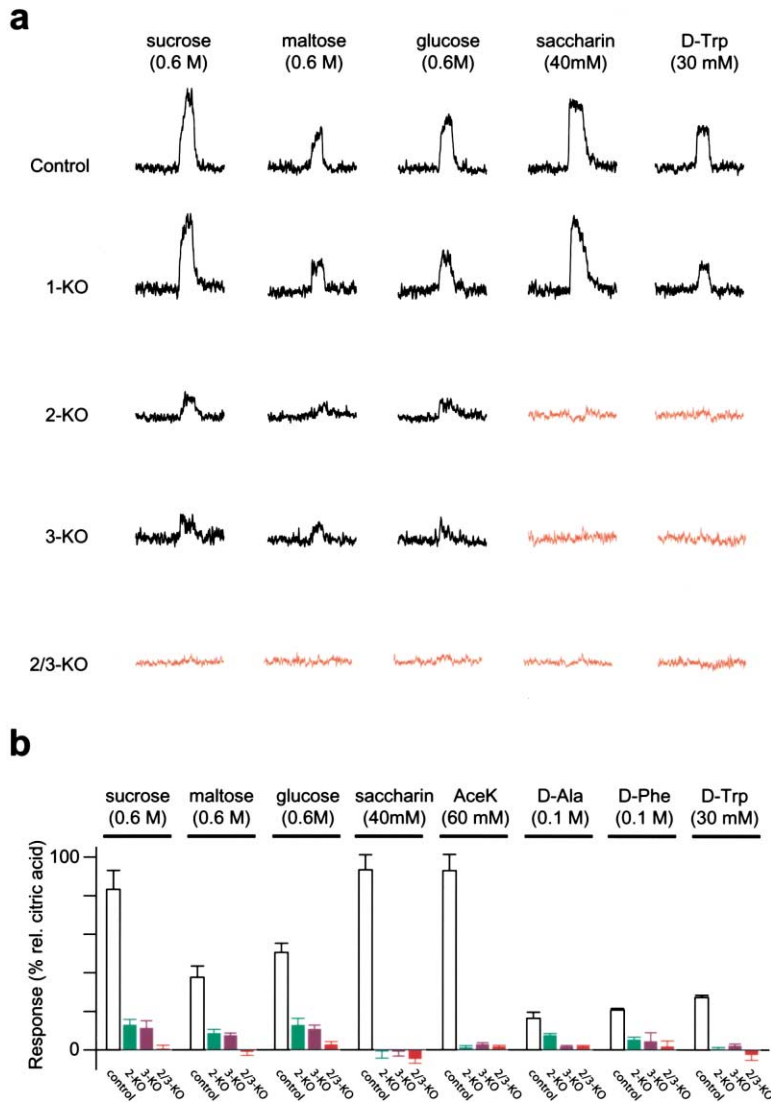 a
sucrose maltose glucose saccharin D-Trp
(0.6 M) (0.6 M) (0.6M) (40mM) (30 mM)
Control
1-KO
2-KO
3-KO
2/3-KO
b
sucrose maltose glucose saccharin AceK D-Ala D-Phe D-Trp
(0.6 M) (0.6 M) (0.6M) (40mM) (60 mM) (0.1 M) (0.1 M) (30 mM)
Response (% rel. citric acid)
100
0
control 2-KO 3-KO 2/3-KO control 2-KO 3-KO 2/3-KO control 2-KO 3-KO 2/3-KO control 2-KO 3-KO 2/3-KO control 2-KO 3-KO 2/3-KO control 2-KO 3-KO 2/3-KO control 2-KO 3-KO 2/3-KO control 2-KO 3-KO 2/3-KO